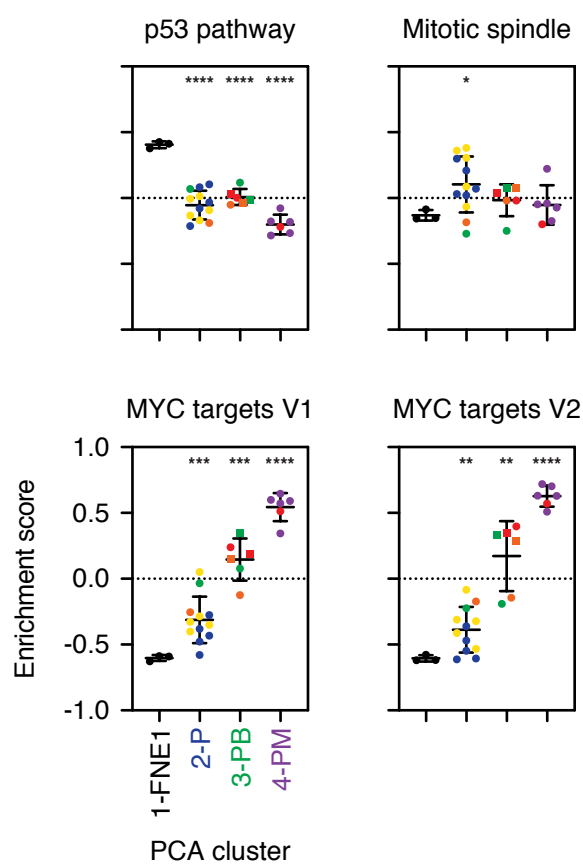 p53 pathway
Mitotic spindle
**** **** ****
*
MYC targets V1
MYC targets V2
*** *** ****
** ** ****
Enrichment score
1.0
0.5
0.0
-0.5
-1.0
1-FNE1
2-P
3-PB
4-PM
PCA cluster